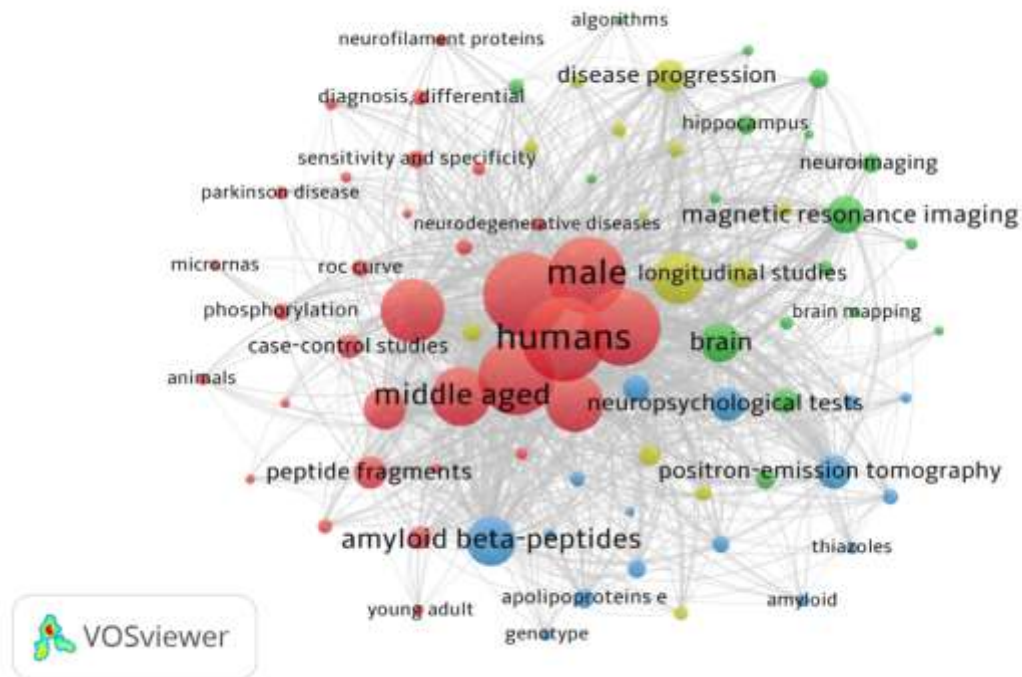 algorithms
neurofilament proteins
disease progression
diagnosis, differential
hippocampus
sensitivity and specificity
neuroimaging
parkinson disease
magnetic resonance imaging
neurodegenerative diseases
micrornas
roc curve
male
longitudinal studies
phosphorylation
brain mapping
humans
case-control studies
brain
animals
middle aged
neuropsychological tests
peptide fragments
positron-emission tomography
amyloid beta-peptides
thiazoles
apolipoproteins e
amyloid
young adult
genotype
VOSviewer